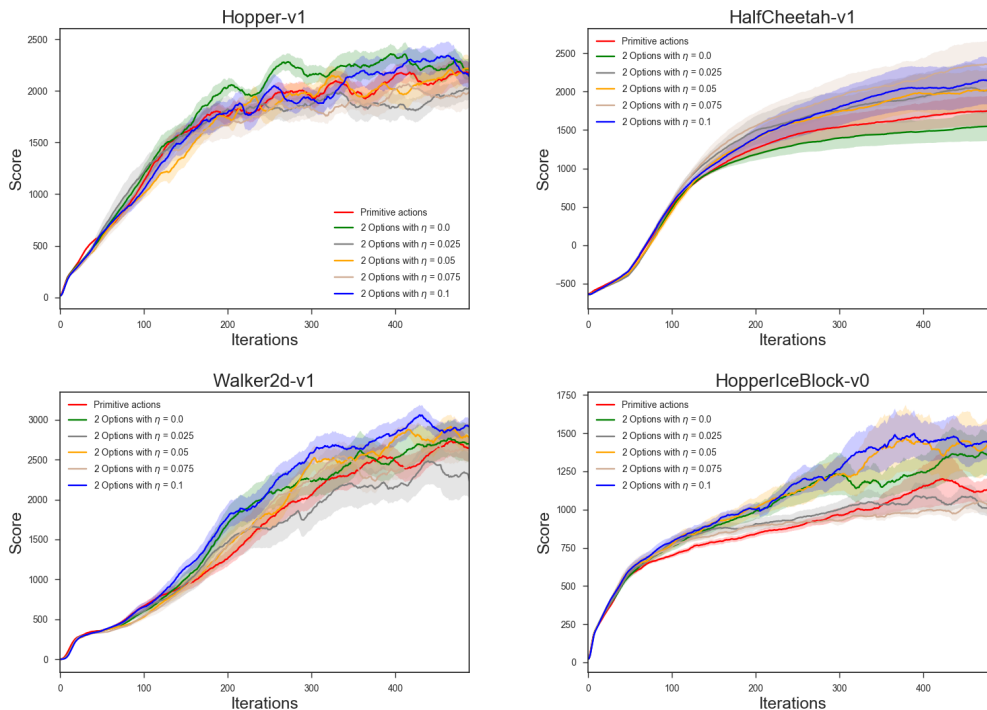 Hopper-v1
2500
2000
1500
1000
500
0
Score
Primitive actions
2 Options with η = 0.0
2 Options with η = 0.025
2 Options with η = 0.05
2 Options with η = 0.075
2 Options with η = 0.1
0 100 200 300 400
Iterations
HalfCheetah-v1
2500
2000
1500
1000
500
0
−500
Score
Primitive actions
2 Options with η = 0.0
2 Options with η = 0.025
2 Options with η = 0.05
2 Options with η = 0.075
2 Options with η = 0.1
0 100 200 300 400
Iterations
Walker2d-v1
3000
2500
2000
1500
1000
500
0
Score
Primitive actions
2 Options with η = 0.0
2 Options with η = 0.025
2 Options with η = 0.05
2 Options with η = 0.075
2 Options with η = 0.1
0 100 200 300 400
Iterations
HopperIceBlock-v0
1750
1500
1250
1000
750
500
250
0
Score
Primitive actions
2 Options with η = 0.0
2 Options with η = 0.025
2 Options with η = 0.05
2 Options with η = 0.075
2 Options with η = 0.1
0 100 200 300 400
Iterations